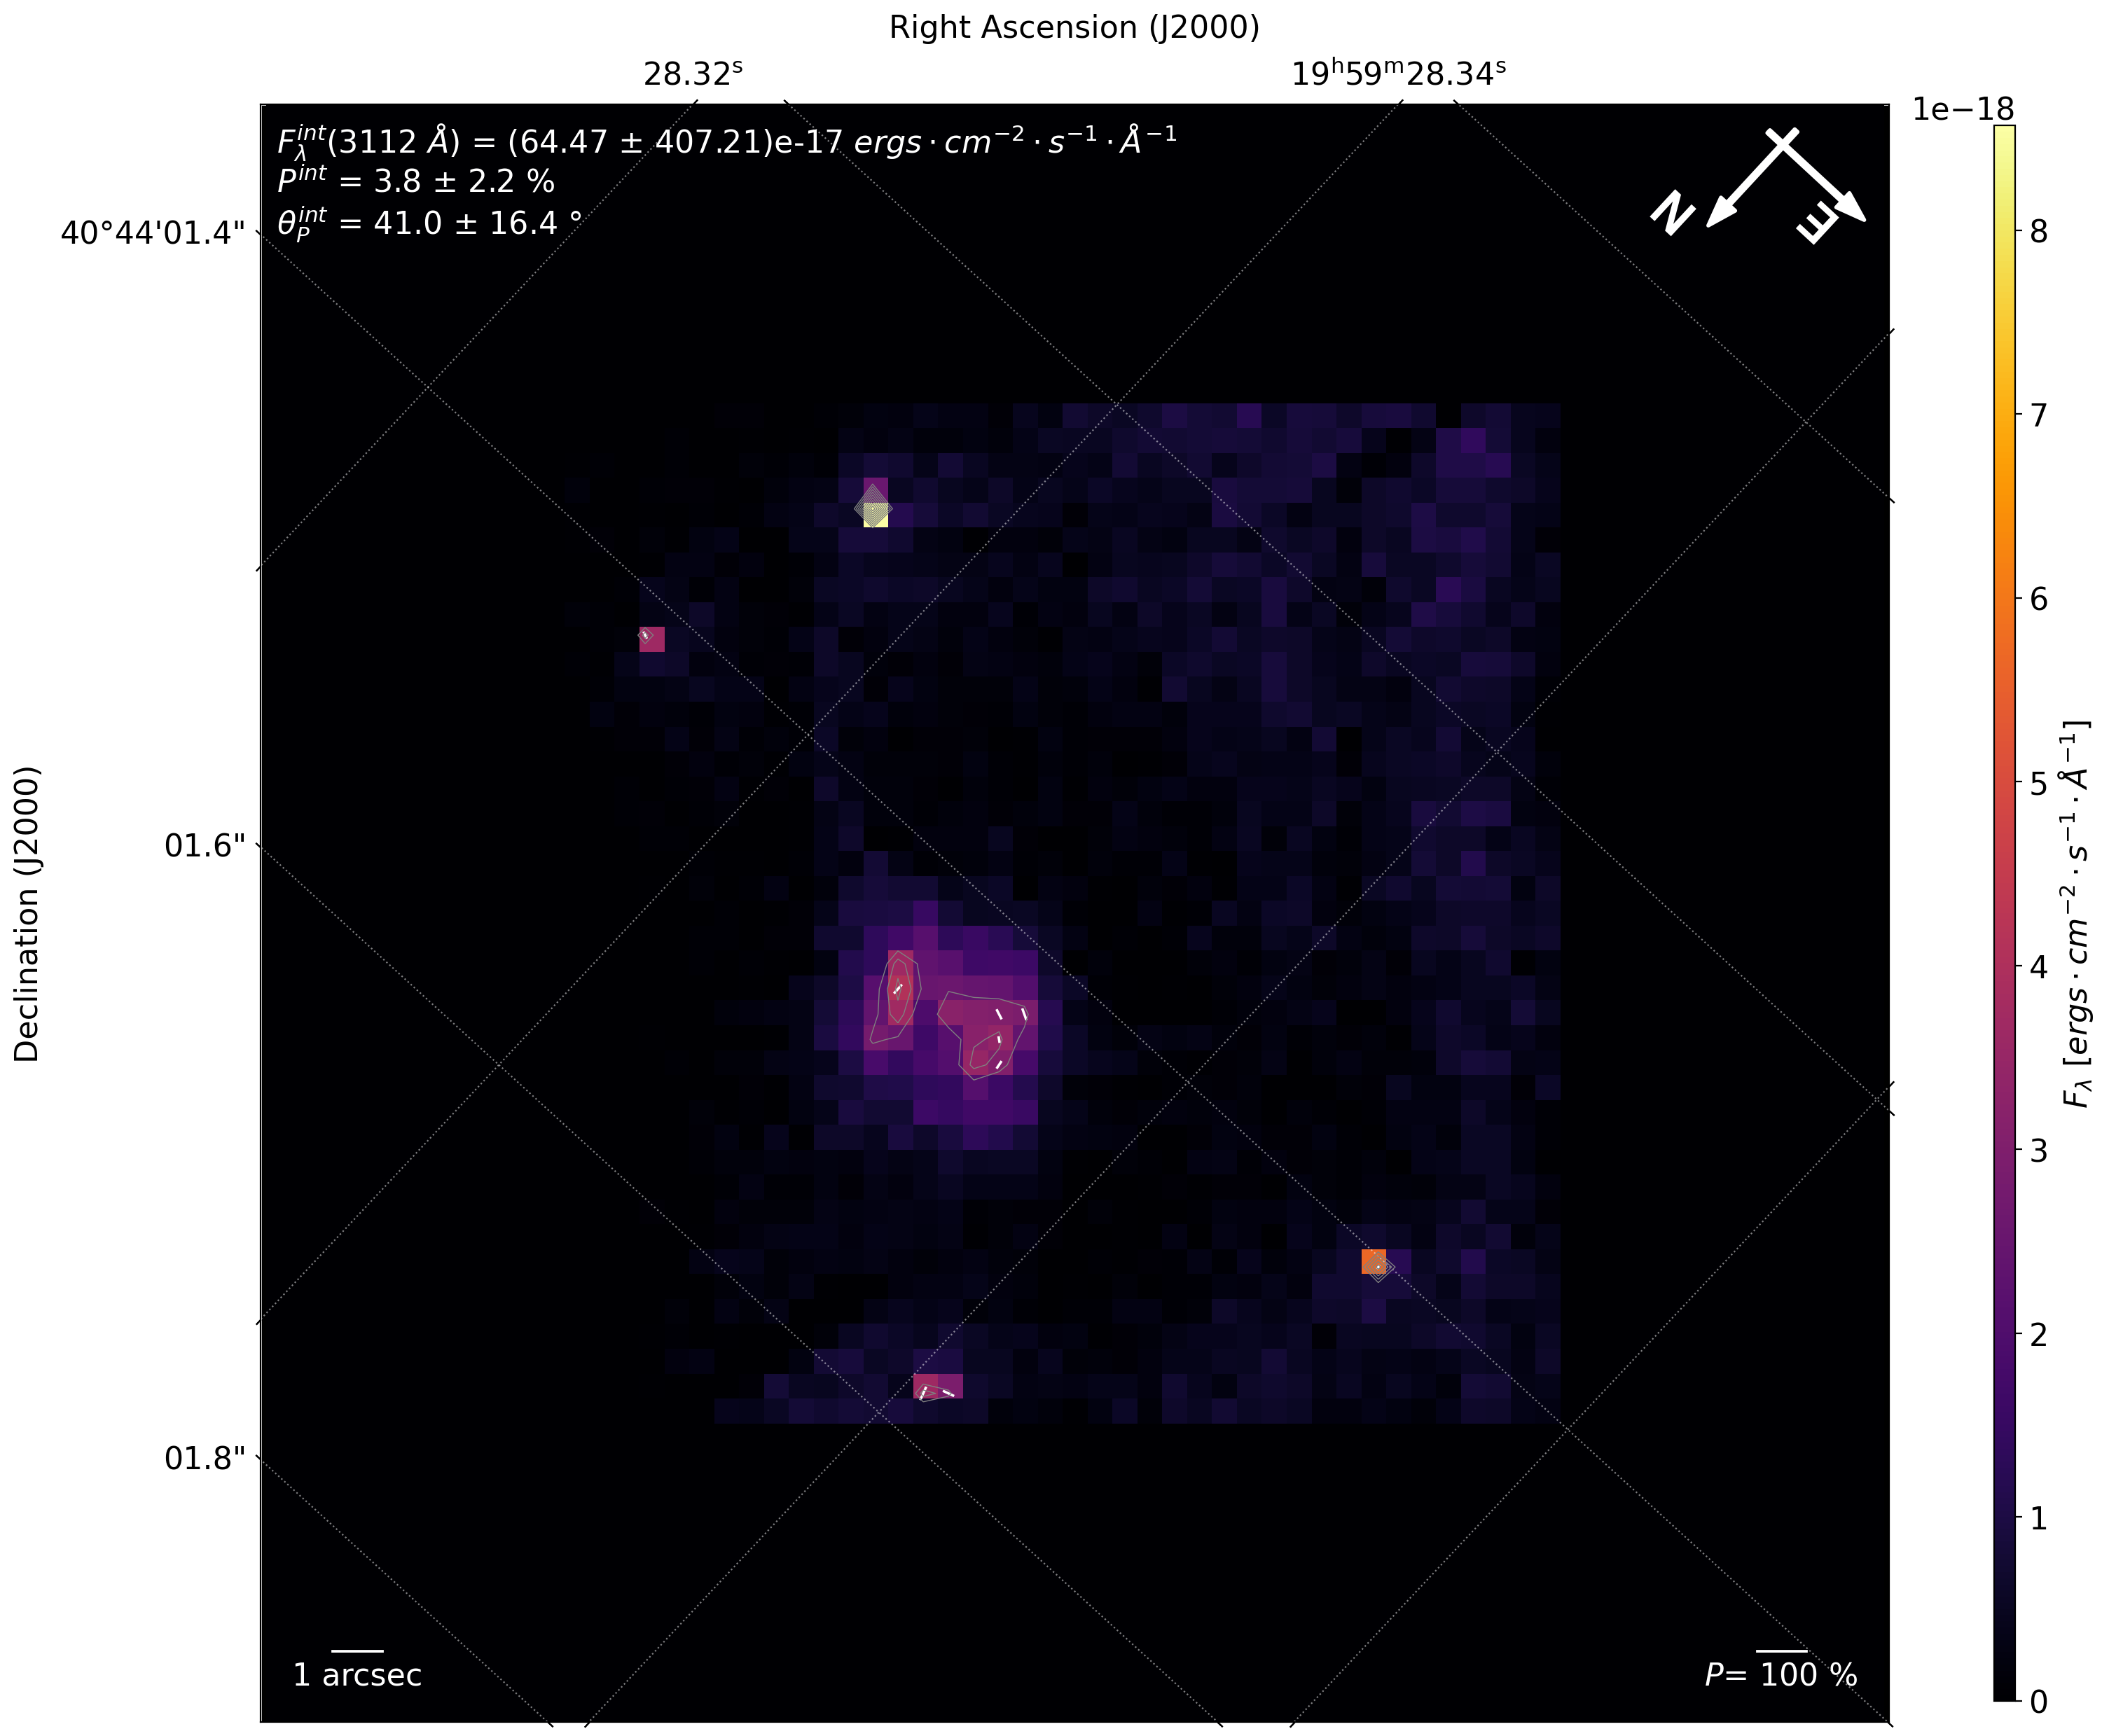 Right Ascension (J2000)
28.32ˢ
19ʰ59ᵐ28.34ˢ
1e−18
F_λ^int(3112 Å) = (64.47 ± 407.21)e-17 ergs · cm⁻² · s⁻¹ · Å⁻¹
P^int = 3.8 ± 2.2 %
θ_P^int = 41.0 ± 16.4 °
N
E
40°44'01.4"
01.6"
01.8"
Declination (J2000)
8
7
6
5
4
3
2
1
0
F_λ [ergs · cm⁻² · s⁻¹ · Å⁻¹]
1 arcsec
P= 100 %